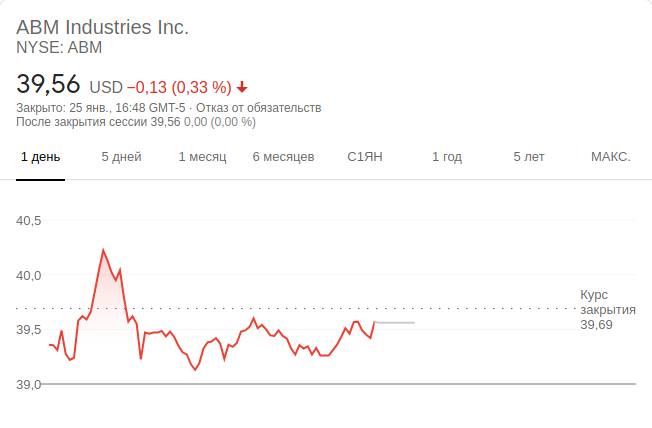 ABM Industries Inc.
NYSE: ABM
39,56 USD −0,13 (0,33 %)
Закрыто: 25 янв., 16:48 GMT-5 · Отказ от обязательств
После закрытия сессии 39,56 0,00 (0,00 %)
1 день 5 дней 1 месяц 6 месяцев С1ЯН 1 год 5 лет МАКС.
40,5
40,0
Курс
закрытия
39,69
39,5
39,0